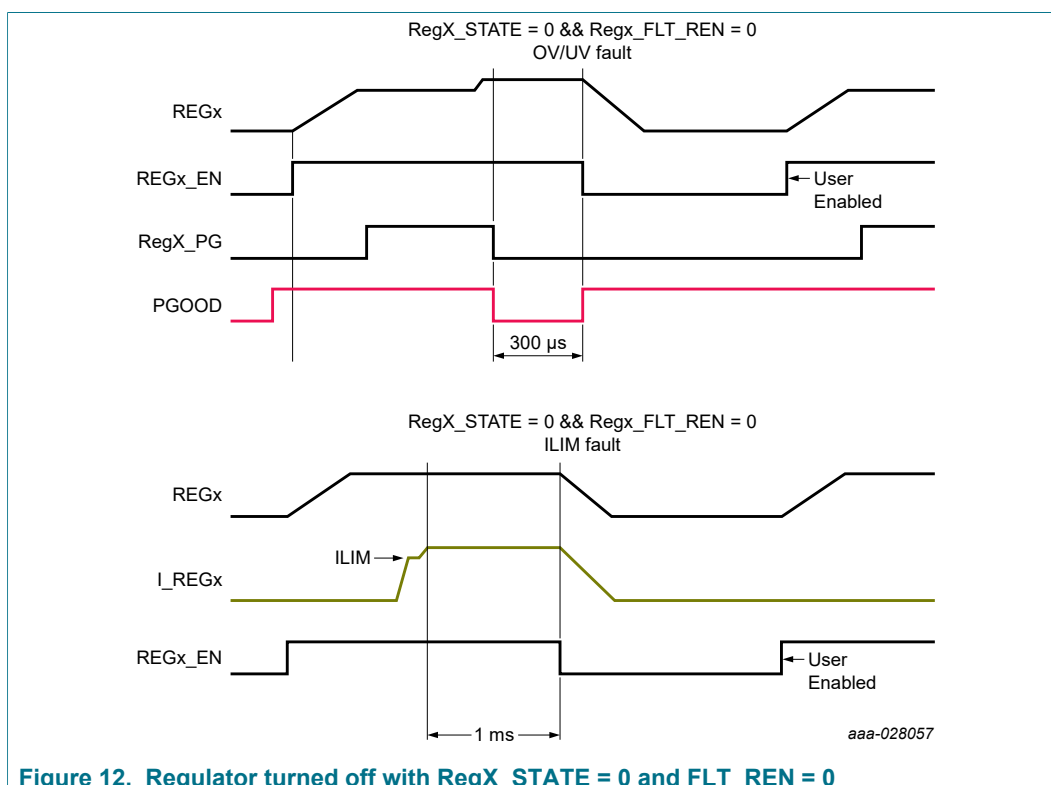 RegX_STATE = 0 && Regx_FLT_REN = 0
OV/UV fault
REGx
REGx_EN
User
Enabled
RegX_PG
PGOOD
300 µs
RegX_STATE = 0 && Regx_FLT_REN = 0
ILIM fault
REGx
ILIM
I_REGx
REGx_EN
User
Enabled
1 ms
aaa-028057
Figure 12. Regulator turned off with RegX_STATE = 0 and FLT_REN = 0